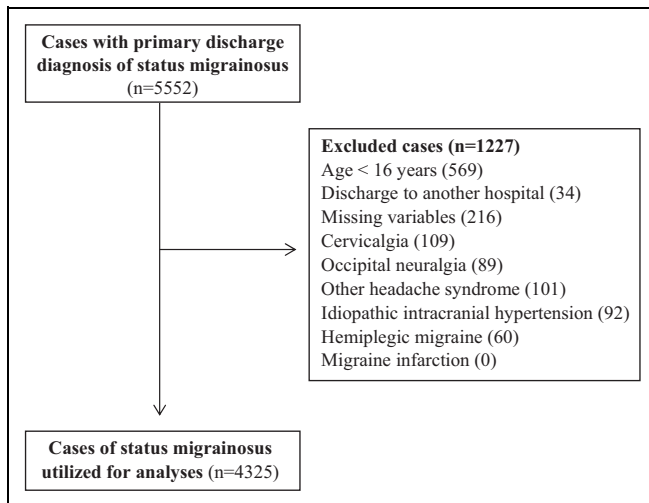 Cases with primary discharge
diagnosis of status migrainosus
(n=5552)
Excluded cases (n=1227)
Age < 16 years (569)
Discharge to another hospital (34)
Missing variables (216)
Cervicalgia (109)
Occipital neuralgia (89)
Other headache syndrome (101)
Idiopathic intracranial hypertension (92)
Hemiplegic migraine (60)
Migraine infarction (0)
Cases of status migrainosus
utilized for analyses (n=4325)